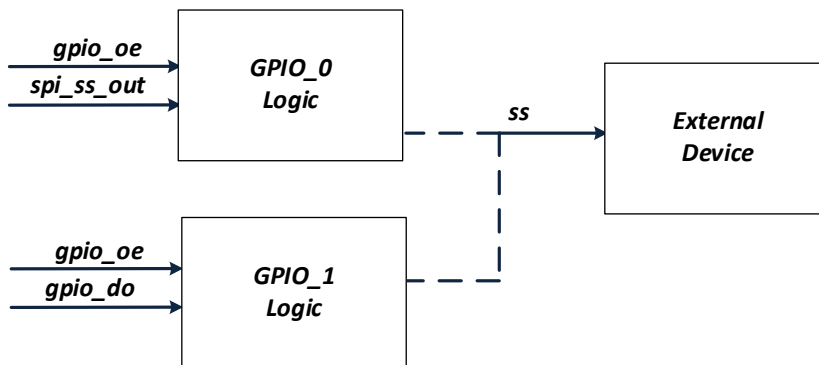 gpio_oe
spi_ss_out
GPIO_0
Logic
ss
External
Device
gpio_oe
gpio_do
GPIO_1
Logic